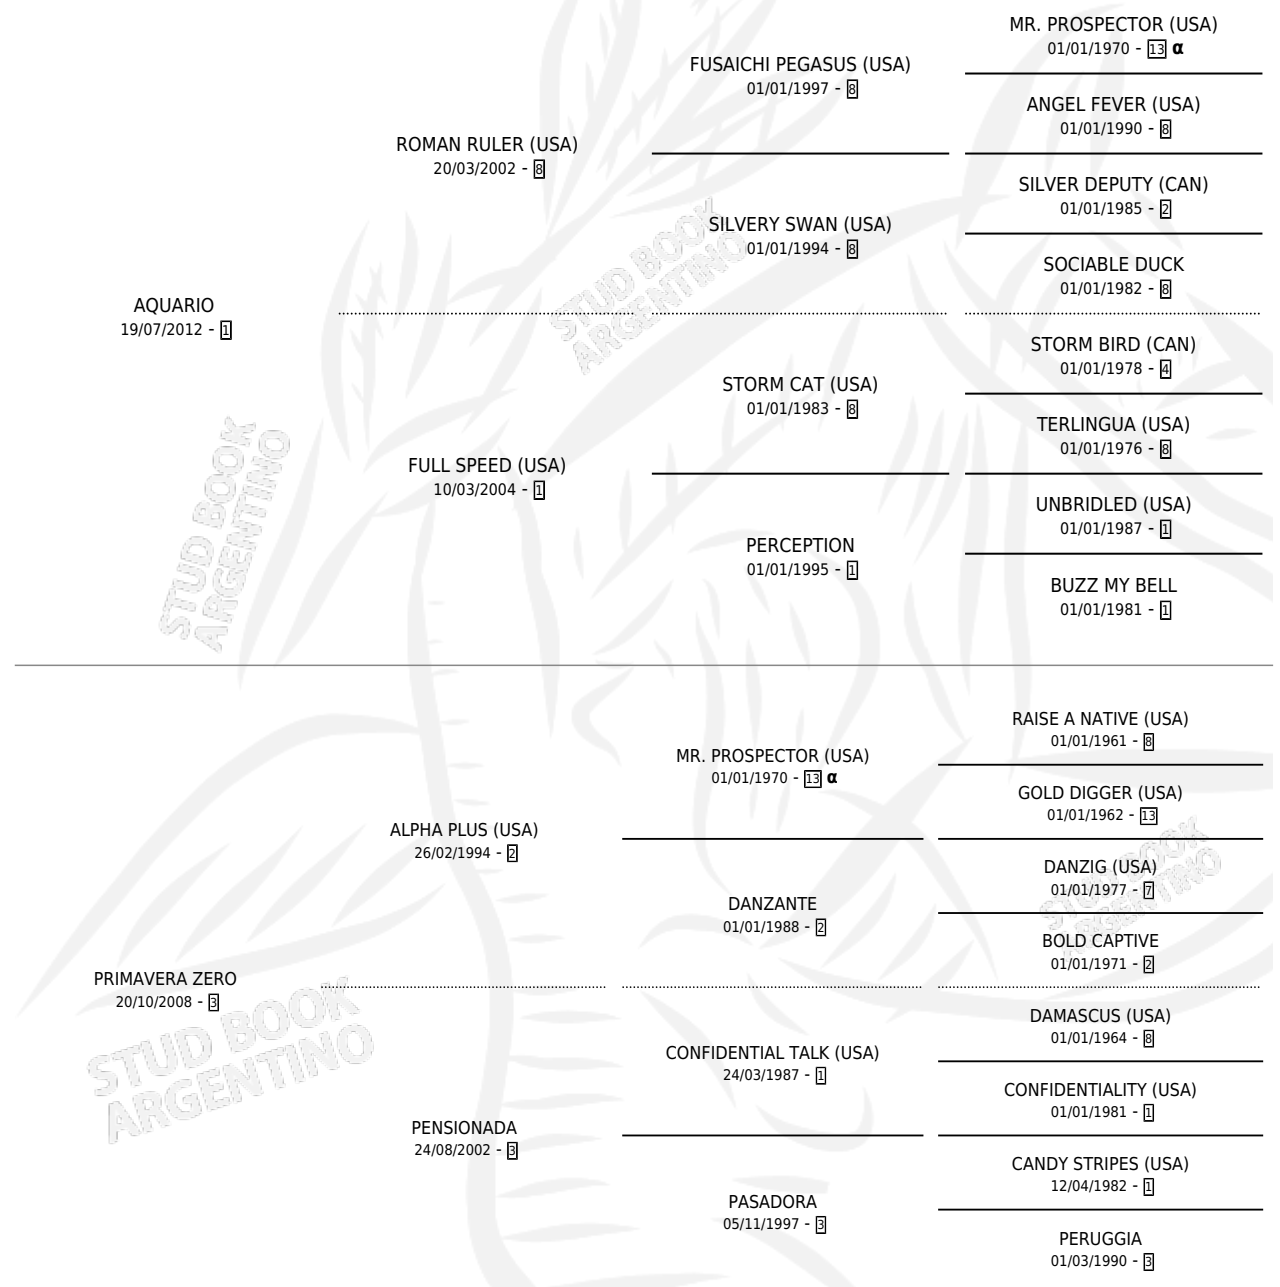 MR. PROSPECTOR (USA)
01/01/1970 - 13 α
FUSAICHI PEGASUS (USA)
01/01/1997 - 8
ANGEL FEVER (USA)
01/01/1990 - 8
ROMAN RULER (USA)
20/03/2002 - 8
SILVER DEPUTY (CAN)
01/01/1985 - 2
SILVERY SWAN (USA)
01/01/1994 - 8
SOCIABLE DUCK
01/01/1982 - 8
AQUARIO
19/07/2012 - 1
STORM BIRD (CAN)
01/01/1978 - 4
STORM CAT (USA)
01/01/1983 - 8
TERLINGUA (USA)
01/01/1976 - 8
FULL SPEED (USA)
10/03/2004 - 1
UNBRIDLED (USA)
01/01/1987 - 1
PERCEPTION
01/01/1995 - 1
BUZZ MY BELL
01/01/1981 - 1
RAISE A NATIVE (USA)
01/01/1961 - 8
MR. PROSPECTOR (USA)
01/01/1970 - 13 α
GOLD DIGGER (USA)
01/01/1962 - 13
ALPHA PLUS (USA)
26/02/1994 - 2
DANZIG (USA)
01/01/1977 - 7
DANZANTE
01/01/1988 - 2
BOLD CAPTIVE
01/01/1971 - 2
PRIMAVERA ZERO
20/10/2008 - 3
DAMASCUS (USA)
01/01/1964 - 8
CONFIDENTIAL TALK (USA)
24/03/1987 - 1
CONFIDENTIALITY (USA)
01/01/1981 - 1
PENSIONADA
24/08/2002 - 3
CANDY STRIPES (USA)
12/04/1982 - 1
PASADORA
05/11/1997 - 3
PERUGGIA
01/03/1990 - 3
STUD BOOK
ARGENTINO
STUD BOOK
ARGENTINO
STUD BOOK
ARGENTINO
STUD BOOK
ARGENTINO